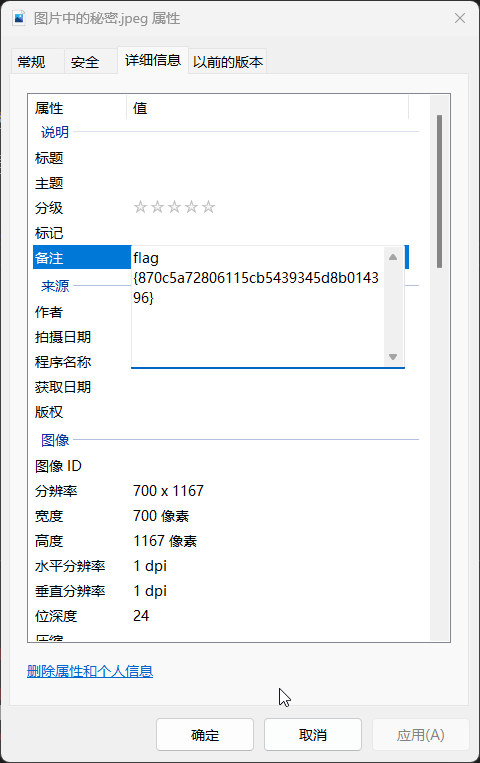 图片中的秘密.jpeg 属性
常规 安全 详细信息 以前的版本
属性 值
说明
标题
主题
分级
标记
备注 flag
{870c5a72806115cb5439345d8b0143
96}
来源
作者
拍摄日期
程序名称
获取日期
版权
图像
图像 ID
分辨率 700 x 1167
宽度 700 像素
高度 1167 像素
水平分辨率 1 dpi
垂直分辨率 1 dpi
位深度 24
压缩
删除属性和个人信息
确定 取消 应用(A)